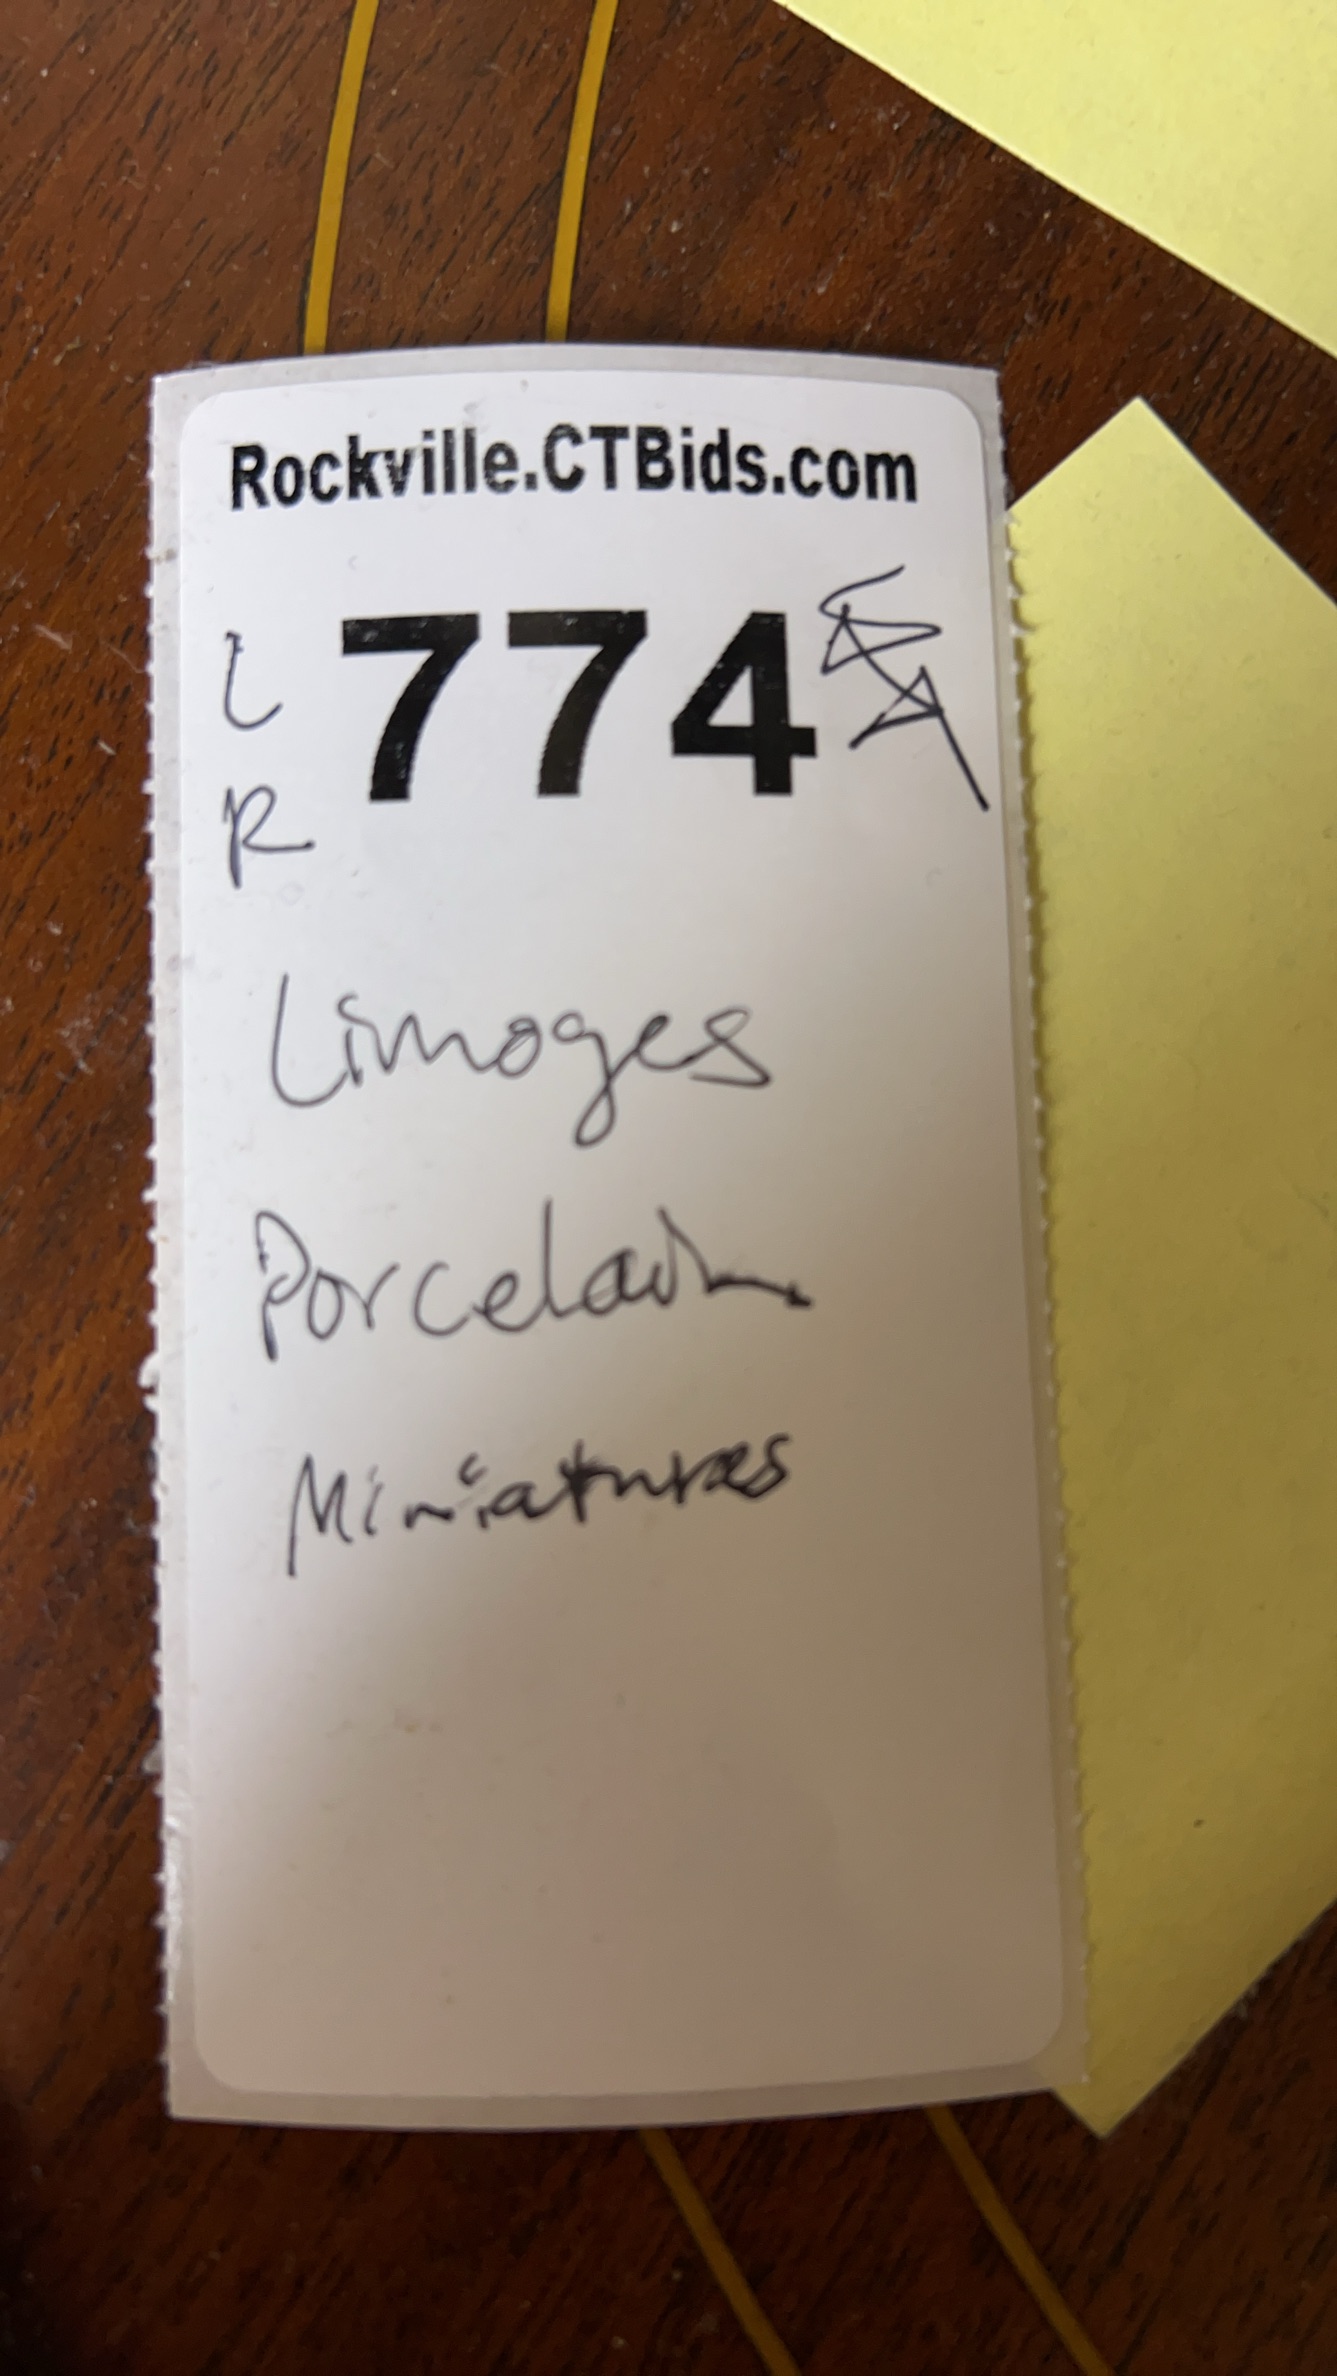 Rockville.CTBids.com
L
774
R
Limoges
Porcelain
Miniatures